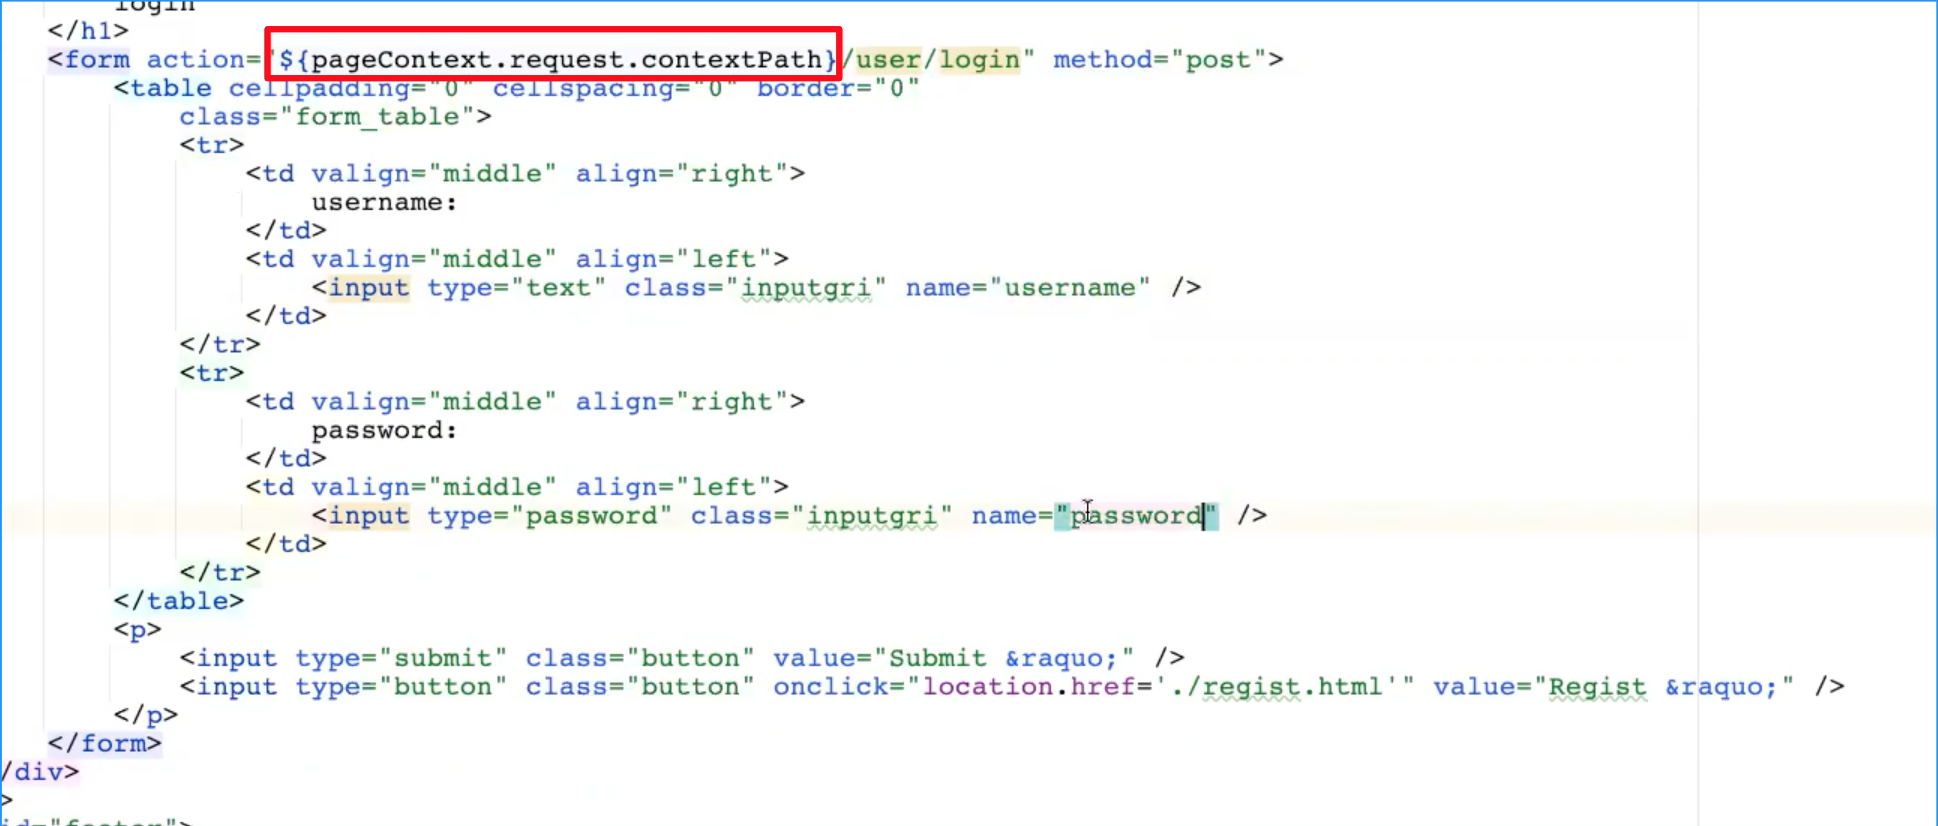 login
</h1>
<form action="${pageContext.request.contextPath}/user/login" method="post">
<table cellpadding="0" cellspacing="0" border="0"
class="form_table">
<tr>
<td valign="middle" align="right">
username:
</td>
<td valign="middle" align="left">
<input type="text" class="inputgri" name="username" />
</td>
</tr>
<tr>
<td valign="middle" align="right">
password:
</td>
<td valign="middle" align="left">
<input type="password" class="inputgri" name="password" />
</td>
</tr>
</table>
<p>
<input type="submit" class="button" value="Submit &raquo;" />
<input type="button" class="button" onclick="location.href='./regist.html'" value="Regist &raquo;" />
</p>
</form>
/div>
>
id="footer">